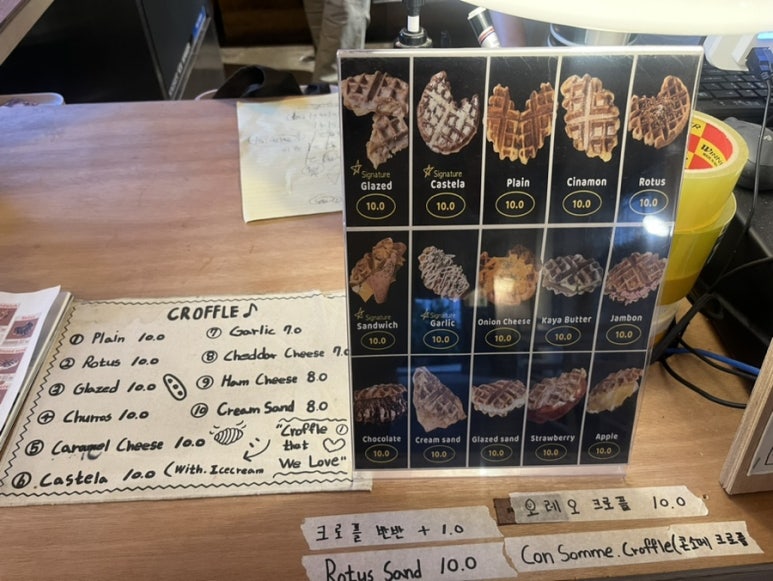 CROFFLE♪
① Plain 10.0
② Rotus 10.0
③ Glazed 10.0
④ Churros 10.0
⑤ Caramel Cheese 10.0
⑥ Castela 10.0 (With. Icecream
⑦ Garlic 7.0
⑧ Cheddar Cheese 7.0
⑨ Ham Cheese 8.0
⑩ Cream Sand 8.0
"Croffle
that
We Love"
Signature
Glazed
10.0
Signature
Castela
10.0
Plain
10.0
Cinamon
10.0
Rotus
10.0
Signature
Sandwich
10.0
Signature
Garlic
10.0
Onion Cheese
10.0
Kaya Butter
10.0
Jambon
10.0
Chocolate
10.0
Cream sand
10.0
Glazed sand
10.0
Strawberry
10.0
Apple
10.0
크로플 반반 + 1.0
오레오 크로플 10.0
Rotus Sand 10.0
Con Somme. Croffle(콘소메 크로플